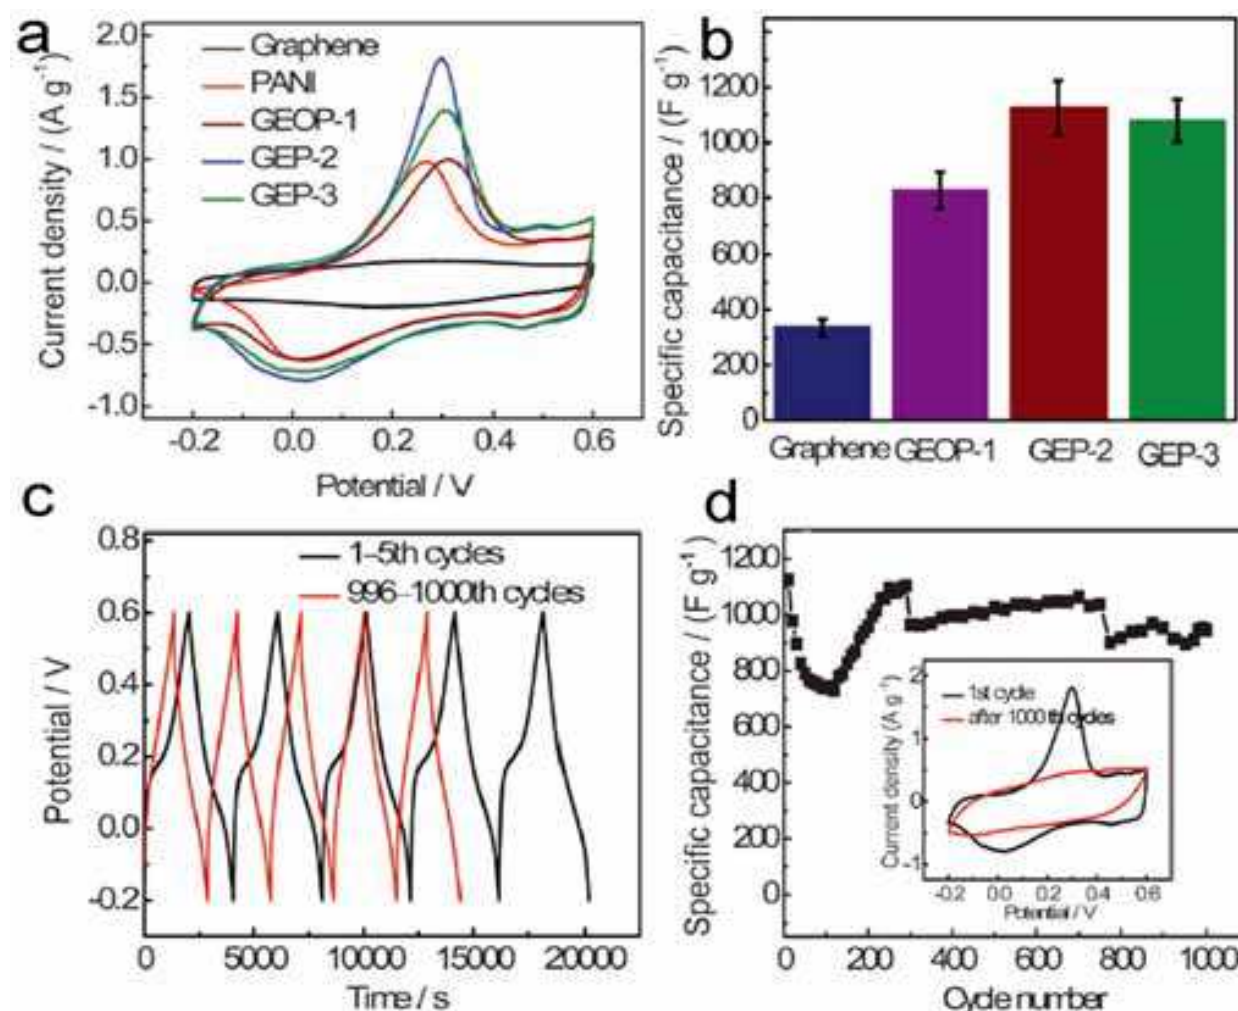 a
2.0
1.5
1.0
0.5
0.0
-0.5
-1.0
Current density / (A g⁻¹)
Graphene
PANI
GEOP-1
GEP-2
GEP-3
-0.2 0.0 0.2 0.4 0.6
Potential / V
b
1200
1000
800
600
400
200
0
Specific capacitance / (F g⁻¹)
Graphene GEOP-1 GEP-2 GEP-3
c
0.8
0.6
0.4
0.2
0.0
-0.2
Potential / V
1–5th cycles
996–1000th cycles
0 5000 10000 15000 20000
Time / s
d
1200
1000
800
600
400
200
0
Specific capacitance / (F g⁻¹)
2
1
0
-1
Current density (A g⁻¹)
1st cycle
after 1000 th cycles
-0.2 0.0 0.2 0.4 0.6
Potential / V
0 200 400 600 800 1000
Cycle number